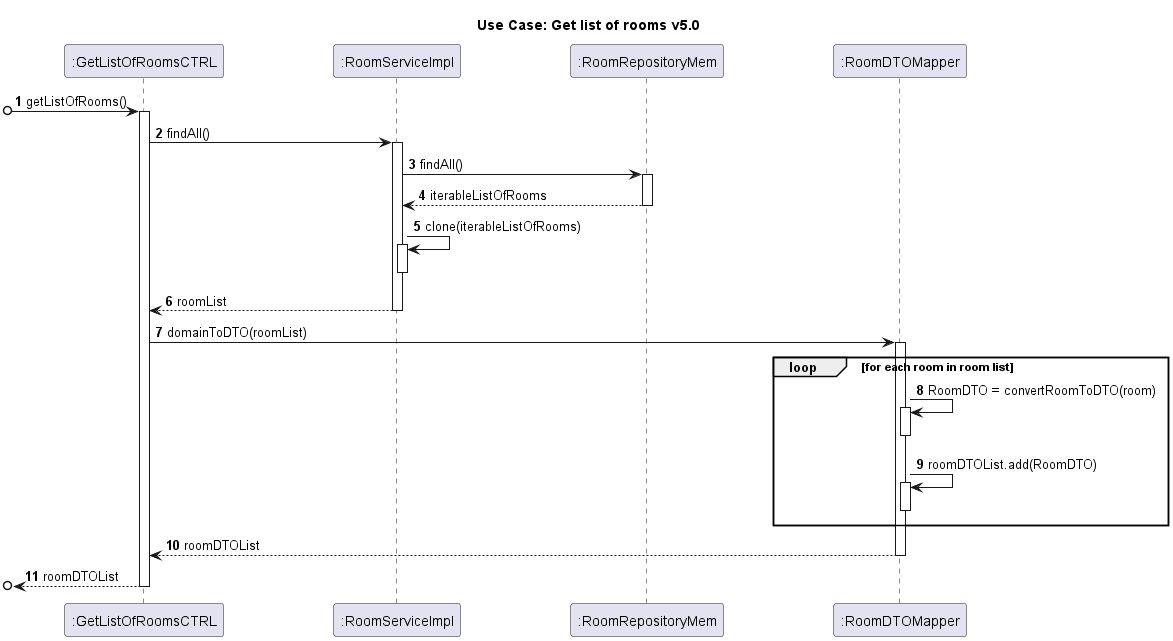 Use Case: Get list of rooms v5.0
:GetListOfRoomsCTRL
:RoomServiceImpl
:RoomRepositoryMem
:RoomDTOMapper
1 getListOfRooms()
2 findAll()
3 findAll()
4 iterableListOfRooms
5 clone(iterableListOfRooms)
6 roomList
7 domainToDTO(roomList)
loop [for each room in room list]
8 RoomDTO = convertRoomToDTO(room)
9 roomDTOList.add(RoomDTO)
10 roomDTOList
11 roomDTOList
:GetListOfRoomsCTRL
:RoomServiceImpl
:RoomRepositoryMem
:RoomDTOMapper